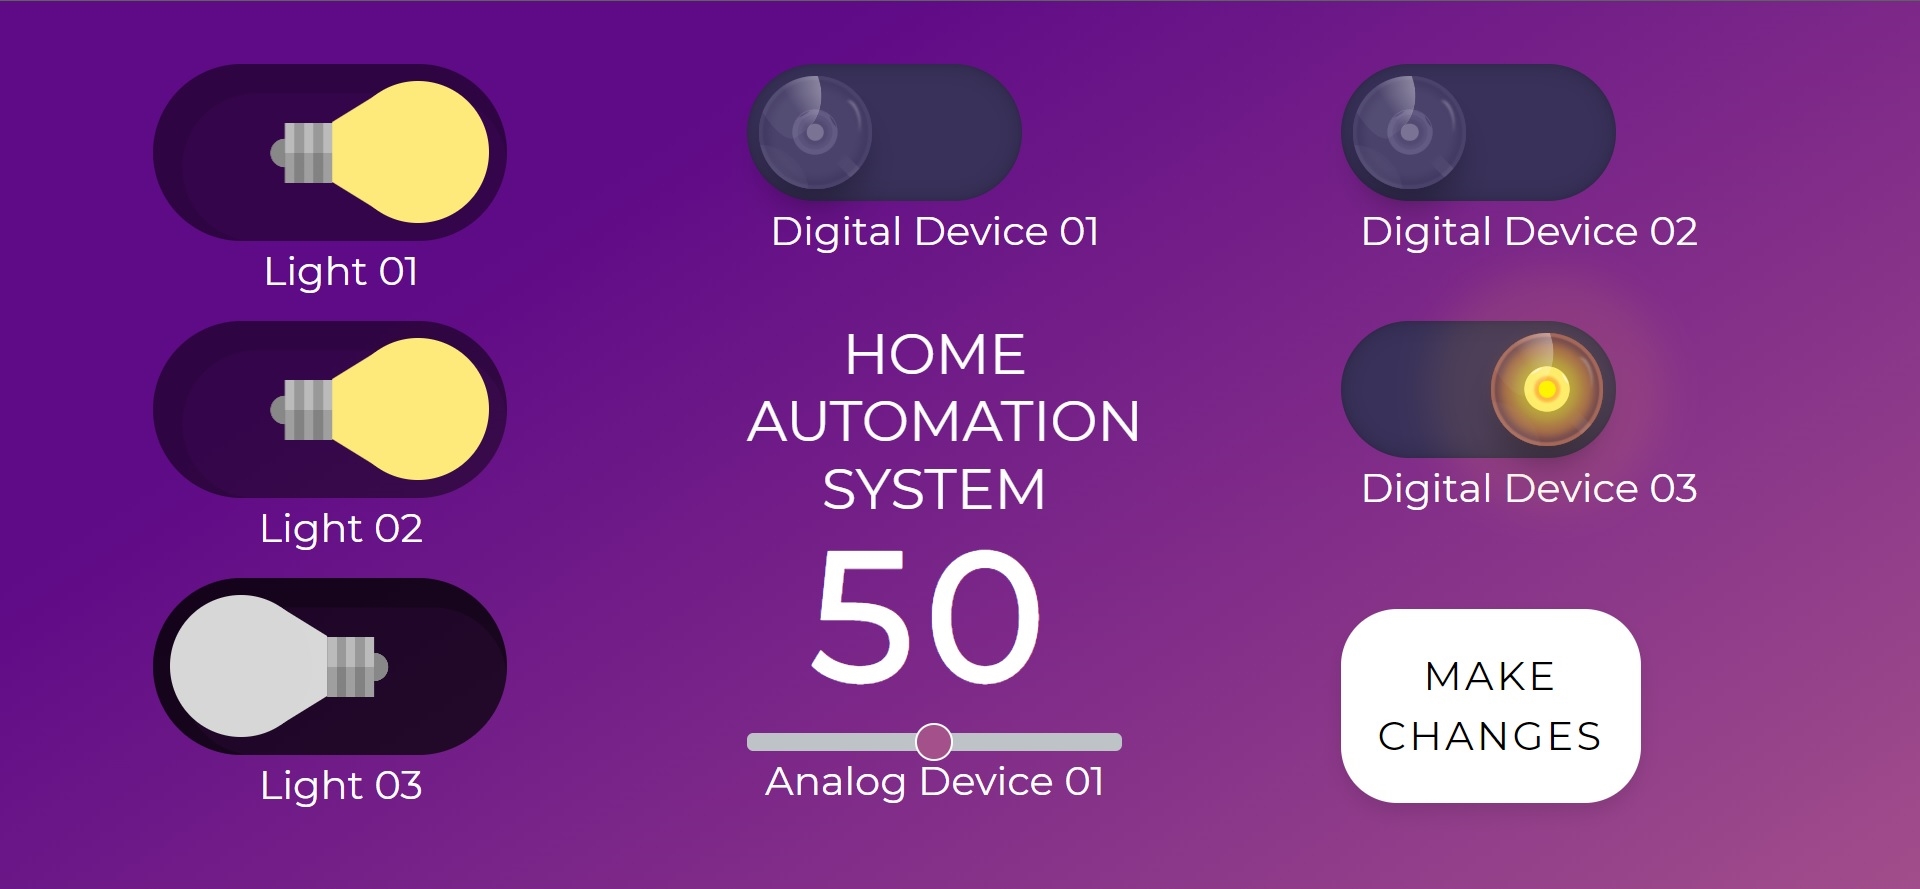 Light 01
Light 02
Light 03
Digital Device 01
HOME
AUTOMATION
SYSTEM
50
Analog Device 01
Digital Device 02
Digital Device 03
MAKE
CHANGES